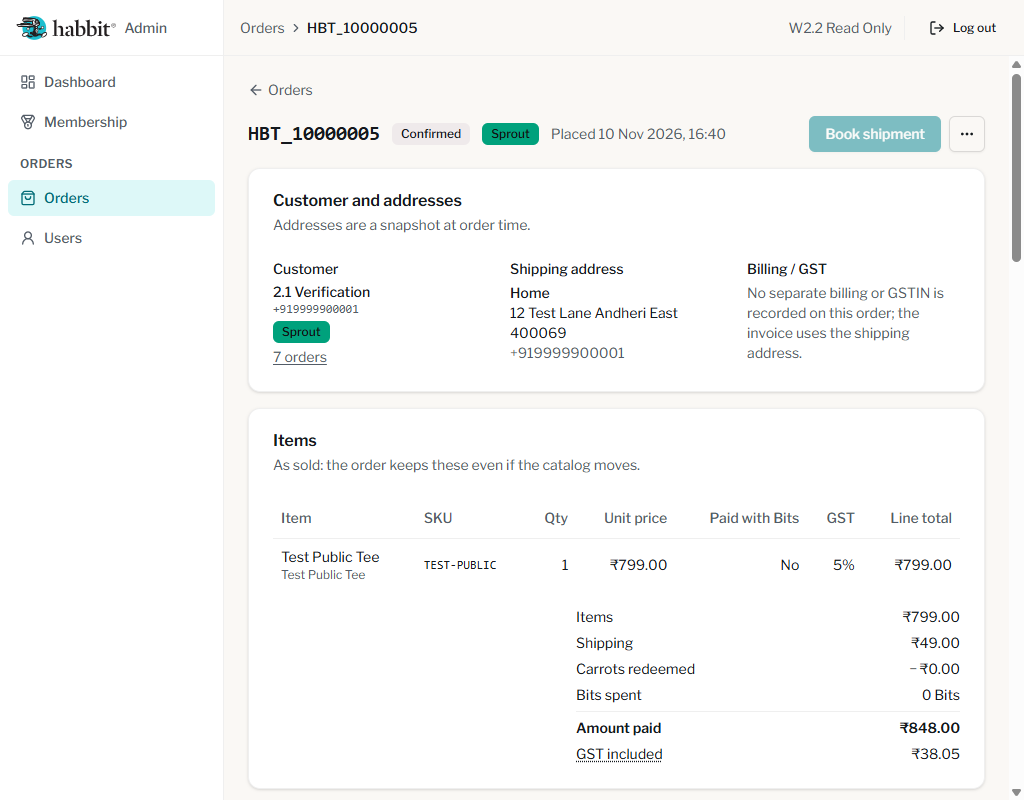 habbit® Admin
Orders > HBT_10000005
W2.2 Read Only
Log out
Dashboard
Membership
ORDERS
Orders
Users
← Orders
HBT_10000005 Confirmed Sprout Placed 10 Nov 2026, 16:40
Book shipment
...
Customer and addresses
Addresses are a snapshot at order time.
Customer
2.1 Verification
+919999900001
Sprout
7 orders
Shipping address
Home
12 Test Lane Andheri East
400069
+919999900001
Billing / GST
No separate billing or GSTIN is
recorded on this order; the
invoice uses the shipping
address.
Items
As sold: the order keeps these even if the catalog moves.
Item SKU Qty Unit price Paid with Bits GST Line total
Test Public Tee TEST-PUBLIC 1 ₹799.00 No 5% ₹799.00
Test Public Tee
Items ₹799.00
Shipping ₹49.00
Carrots redeemed −₹0.00
Bits spent 0 Bits
Amount paid ₹848.00
GST included ₹38.05